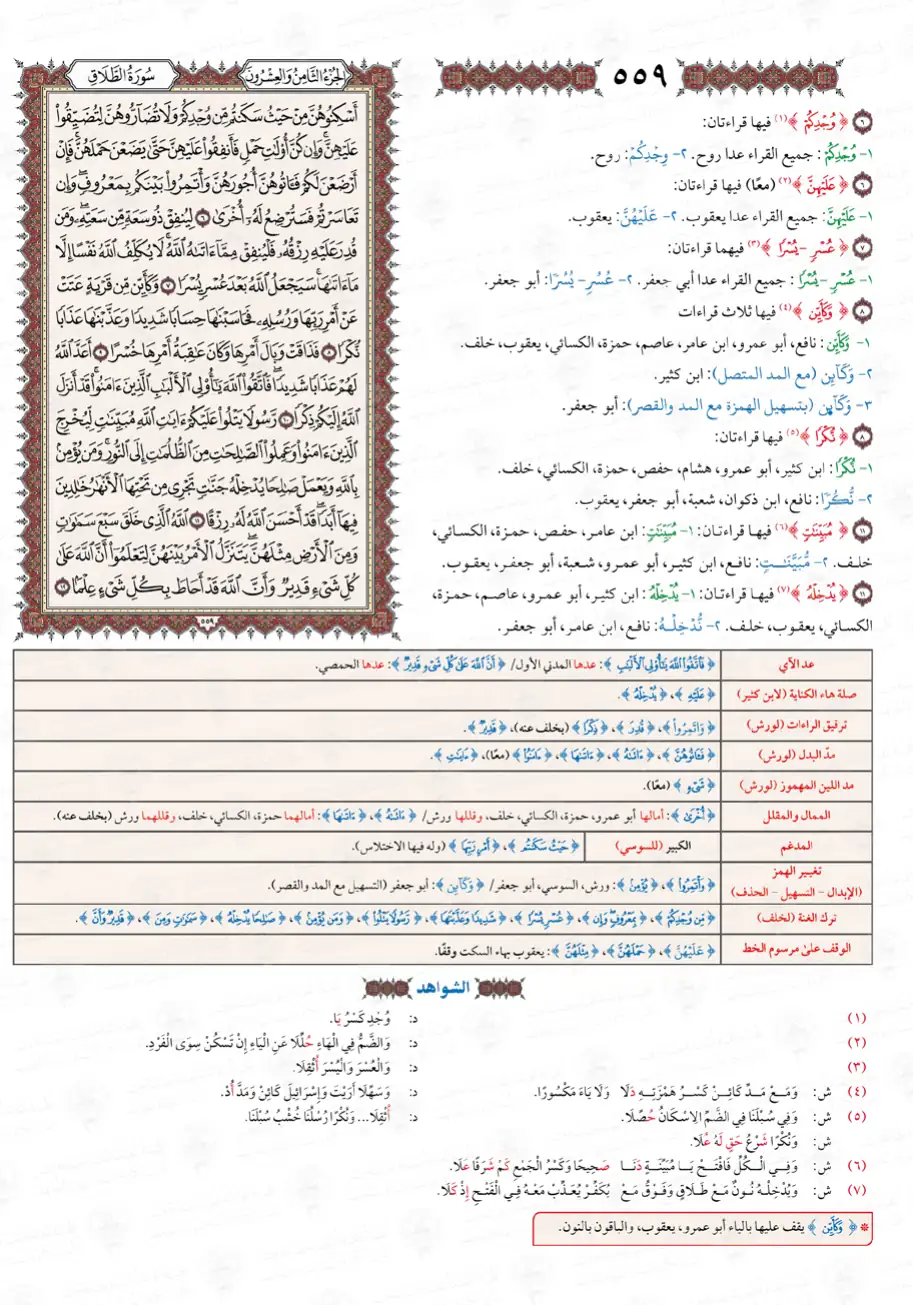 ٥٥٩
٦ ﴿ وُجْدِكُمْ ﴾(١) فيها قراءتان:
١- وُجْدِكُمْ: جميع القراء عدا روح. ٢- وِجْدِكُمْ: روح.
٦ ﴿ عَلَيْهِنَّ ﴾(٢) (معًا) فيها قراءتان:
١- عَلَيْهِنَّ: جميع القراء عدا يعقوب. ٢- عَلَيْهُنَّ: يعقوب.
٧ ﴿ عُسْرٍ - يُسْرًا ﴾(٣) فيهما قراءتان:
١- عُسْرٍ - يُسْرًا: جميع القراء عدا أبي جعفر. ٢- عُسُرٍ - يُسُرًا: أبو جعفر.
٨ ﴿ وَكَأَيِّن ﴾(٤) فيها ثلاث قراءات
١- وَكَأَيِّن: نافع، أبو عمرو، ابن عامر، عاصم، حمزة، الكسائي، يعقوب، خلف.
٢- وَكَآئِن (مع المد المتصل): ابن كثير.
٣- وَكَآىِٕن (بتسهيل الهمزة مع المد والقصر): أبو جعفر.
٨ ﴿ نُّكْرًا ﴾(٥) فيها قراءتان:
١- نُّكْرًا: ابن كثير، أبو عمرو، هشام، حفص، حمزة، الكسائي، خلف.
٢- نُّكُرًا: نافع، ابن ذكوان، شعبة، أبو جعفر، يعقوب.
١١ ﴿ مُبَيِّنَٰتٖ ﴾(٦) فيها قراءتان: ١- مُبَيِّنَٰتٖ: ابن عامر، حفص، حمزة، الكسائي،
خلف. ٢- مُّبَيَّنَٰتٖ: نافع، ابن كثير، أبو عمرو، شعبة، أبو جعفر، يعقوب.
١١ ﴿ يُدْخِلْهُ ﴾(٧) فيها قراءتان: ١- يُدْخِلْهُ: ابن كثير، أبو عمرو، عاصم، حمزة،
الكسائي، يعقوب، خلف. ٢- نُدْخِلْهُ: نافع، ابن عامر، أبو جعفر.
الجزء الثامن والعشرون
سورة الطلاق
أَسْكِنُوهُنَّ مِنْ حَيْثُ سَكَنتُم مِّن وُجْدِكُمْ وَلَا تُضَآرُّوهُنَّ لِتُضَيِّقُوا۟
عَلَيْهِنَّ ۚ وَإِن كُنَّ أُو۟لَٰتِ حَمْلٍ فَأَنفِقُوا۟ عَلَيْهِنَّ حَتَّىٰ يَضَعْنَ حَمْلَهُنَّ ۚ فَإِنْ
أَرْضَعْنَ لَكُمْ فَـَٔاتُوهُنَّ أُجُورَهُنَّ ۖ وَأْتَمِرُوا۟ بَيْنَكُم بِمَعْرُوفٍ ۖ وَإِن
تَعَاسَرْتُمْ فَسَتُرْضِعُ لَهُۥٓ أُخْرَىٰ ٦ لِيُنفِقْ ذُو سَعَةٍ مِّن سَعَتِهِۦ ۖ وَمَن
قُدِرَ عَلَيْهِ رِزْقُهُۥ فَلْيُنفِقْ مِمَّآ ءَاتَىٰهُ ٱللَّهُ ۚ لَا يُكَلِّفُ ٱللَّهُ نَفْسًا إِلَّا
مَآ ءَاتَىٰهَا ۚ سَيَجْعَلُ ٱللَّهُ بَعْدَ عُسْرٍ يُسْرًا ٧ وَكَأَيِّن مِّن قَرْيَةٍ عَتَتْ
عَنْ أَمْرِ رَبِّهَا وَرُسُلِهِۦ فَحَاسَبْنَٰهَا حِسَابًا شَدِيدًا وَعَذَّبْنَٰهَا عَذَابًا
نُّكْرًا ٨ فَذَاقَتْ وَبَالَ أَمْرِهَا وَكَانَ عَٰقِبَةُ أَمْرِهَا خُسْرًا ٩ أَعَدَّ ٱللَّهُ
لَهُمْ عَذَابًا شَدِيدًا ۖ فَٱتَّقُوا۟ ٱللَّهَ يَٰٓأُو۟لِى ٱلْأَلْبَٰبِ ٱلَّذِينَ ءَامَنُوا۟ ۚ قَدْ أَنزَلَ
ٱللَّهُ إِلَيْكُمْ ذِكْرًا ١٠ رَّسُولًا يَتْلُوا۟ عَلَيْكُمْ ءَايَٰتِ ٱللَّهِ مُبَيِّنَٰتٍ لِّيُخْرِجَ
ٱلَّذِينَ ءَامَنُوا۟ وَعَمِلُوا۟ ٱلصَّٰلِحَٰتِ مِنَ ٱلظُّلُمَٰتِ إِلَى ٱلنُّورِ ۚ وَمَن يُؤْمِنۢ
بِٱللَّهِ وَيَعْمَلْ صَٰلِحًا يُدْخِلْهُ جَنَّٰتٍ تَجْرِى مِن تَحْتِهَا ٱلْأَنْهَٰرُ خَٰلِدِينَ
فِيهَآ أَبَدًا ۖ قَدْ أَحْسَنَ ٱللَّهُ لَهُۥ رِزْقًا ١١ ٱللَّهُ ٱلَّذِى خَلَقَ سَبْعَ سَمَٰوَٰتٍ
وَمِنَ ٱلْأَرْضِ مِثْلَهُنَّ يَتَنَزَّلُ ٱلْأَمْرُ بَيْنَهُنَّ لِتَعْلَمُوٓا۟ أَنَّ ٱللَّهَ عَلَىٰ
كُلِّ شَىْءٍ قَدِيرٌ وَأَنَّ ٱللَّهَ قَدْ أَحَاطَ بِكُلِّ شَىْءٍ عِلْمًۢا ١٢
٥٥٩
عد الآي ﴿ فَٱتَّقُوا۟ ٱللَّهَ يَٰٓأُو۟لِى ٱلْأَلْبَٰبِ ﴾: عدها المدني الأول/ ﴿ أَنَّ ٱللَّهَ عَلَىٰ كُلِّ شَىْءٍ قَدِيرٌ ﴾: عدها الحمصي.
صلة هاء الكناية (لابن كثير) ﴿ عَلَيْهِ ﴾، ﴿ يُدْخِلْهُ ﴾.
ترقيق الراءات (لورش) ﴿ وَأْتَمِرُوا۟ ﴾، ﴿ قُدِرَ ﴾، ﴿ ذِكْرًا ﴾ (بخلف عنه)، ﴿ قَدِيرٌ ﴾.
مدّ البدل (لورش) ﴿ فَـَٔاتُوهُنَّ ﴾، ﴿ ءَاتَىٰهُ ﴾، ﴿ ءَاتَىٰهَا ﴾، ﴿ ءَامَنُوا۟ ﴾ (معًا)، ﴿ ءَايَٰتِ ﴾.
مد اللين المهموز (لورش) ﴿ شَىْءٍ ﴾ (معًا).
الممال والمقلل ﴿ أُخْرَىٰ ﴾: أمالها أبو عمرو، حمزة، الكسائي، خلف، وقللها ورش/ ﴿ ءَاتَىٰهُ ﴾، ﴿ ءَاتَىٰهَا ﴾: أمالهما حمزة، الكسائي، خلف، وقللهما ورش (بخلف عنه).
المدغم الكبير (للسوسي) ﴿ حَيْثُ سَكَنتُم ﴾، ﴿ أَمْرِ رَبِّهَا ﴾ (وله فيها الاختلاس).
تغيير الهمز
(الإبدال - التسهيل - الحذف) ﴿ وَأْتَمِرُوا۟ ﴾، ﴿ يُؤْمِنۢ ﴾: ورش، السوسي، أبو جعفر/ ﴿ وَكَآئِن ﴾: أبو جعفر (التسهيل مع المد والقصر).
ترك الغنة (لخلف) ﴿ مِّن وُجْدِكُمْ ﴾، ﴿ بِمَعْرُوفٍ وَإِن ﴾، ﴿ عُسْرٍ يُسْرًا ﴾، ﴿ شَدِيدًا وَعَذَّبْنَٰهَا ﴾، ﴿ رَّسُولًا يَتْلُوا۟ ﴾، ﴿ وَمَن يُؤْمِنۢ ﴾، ﴿ صَٰلِحًا يُدْخِلْهُ ﴾، ﴿ سَمَٰوَٰتٍ وَمِنَ ﴾، ﴿ قَدِيرٌ وَأَنَّ ﴾.
الوقف على مرسوم الخط ﴿ عَلَيْهُنَّ ﴾، ﴿ حَمْلَهُنَّ ﴾، ﴿ مِثْلَهُنَّ ﴾: يعقوب بهاء السكت وقفًا.
الشواهد
(١) د: وُجْدِ كَسْرُ يَا.
(٢) د: وَالضَّمُّ فِي الْهَاءِ حُلِّلَا عَنِ الْيَاءِ إِنْ تَسْكُنْ سِوَى الْفَرْدِ.
(٣) د: وَالْعُسْرَ وَالْيُسْرَ أُثْقِلَا.
(٤) ش: وَمَعْ مَدِّ كَائِنْ كَسْرُ هَمْزَتِهِ دَلَا وَلَا يَاءَ مَكْسُورًا. د: وَسَهِّلَا أَرَيْتَ وَإِسْرَائِيلَ كَائِنْ وَمَدَّ أُدْ.
(٥) ش: وَفِي سُبْلَنَا فِي الضَّمِّ الِاسْكَانُ حُصِّلَا. د: أُثْقِلَا... وَنُكْرًا رُسْلُنَا خُشْبُ سُبْلَنَا.
ش: وَنُكْرًا شَرْعُ حَقٍّ لَهُ عُلَا.
(٦) ش: وَفِي الْكُلِّ فَافْتَحْ يَا مُبَيِّنَةٍ دَنَا صَحِيحًا وَكَسْرُ الْجَمْعِ كَمْ شَرَفًا عَلَا.
(٧) ش: وَيُدْخِلْهُ نُونٌ مَعْ طَلَاقٍ وَفَوْقُ مَعْ يُكَفِّرْ يُعَذِّبْ مَعْهُ فِي الْفَتْحِ إِذْ كَلَا.
* ﴿ وَكَأَيِّن ﴾ يقف عليها بالياء أبو عمرو، يعقوب، والباقون بالنون.